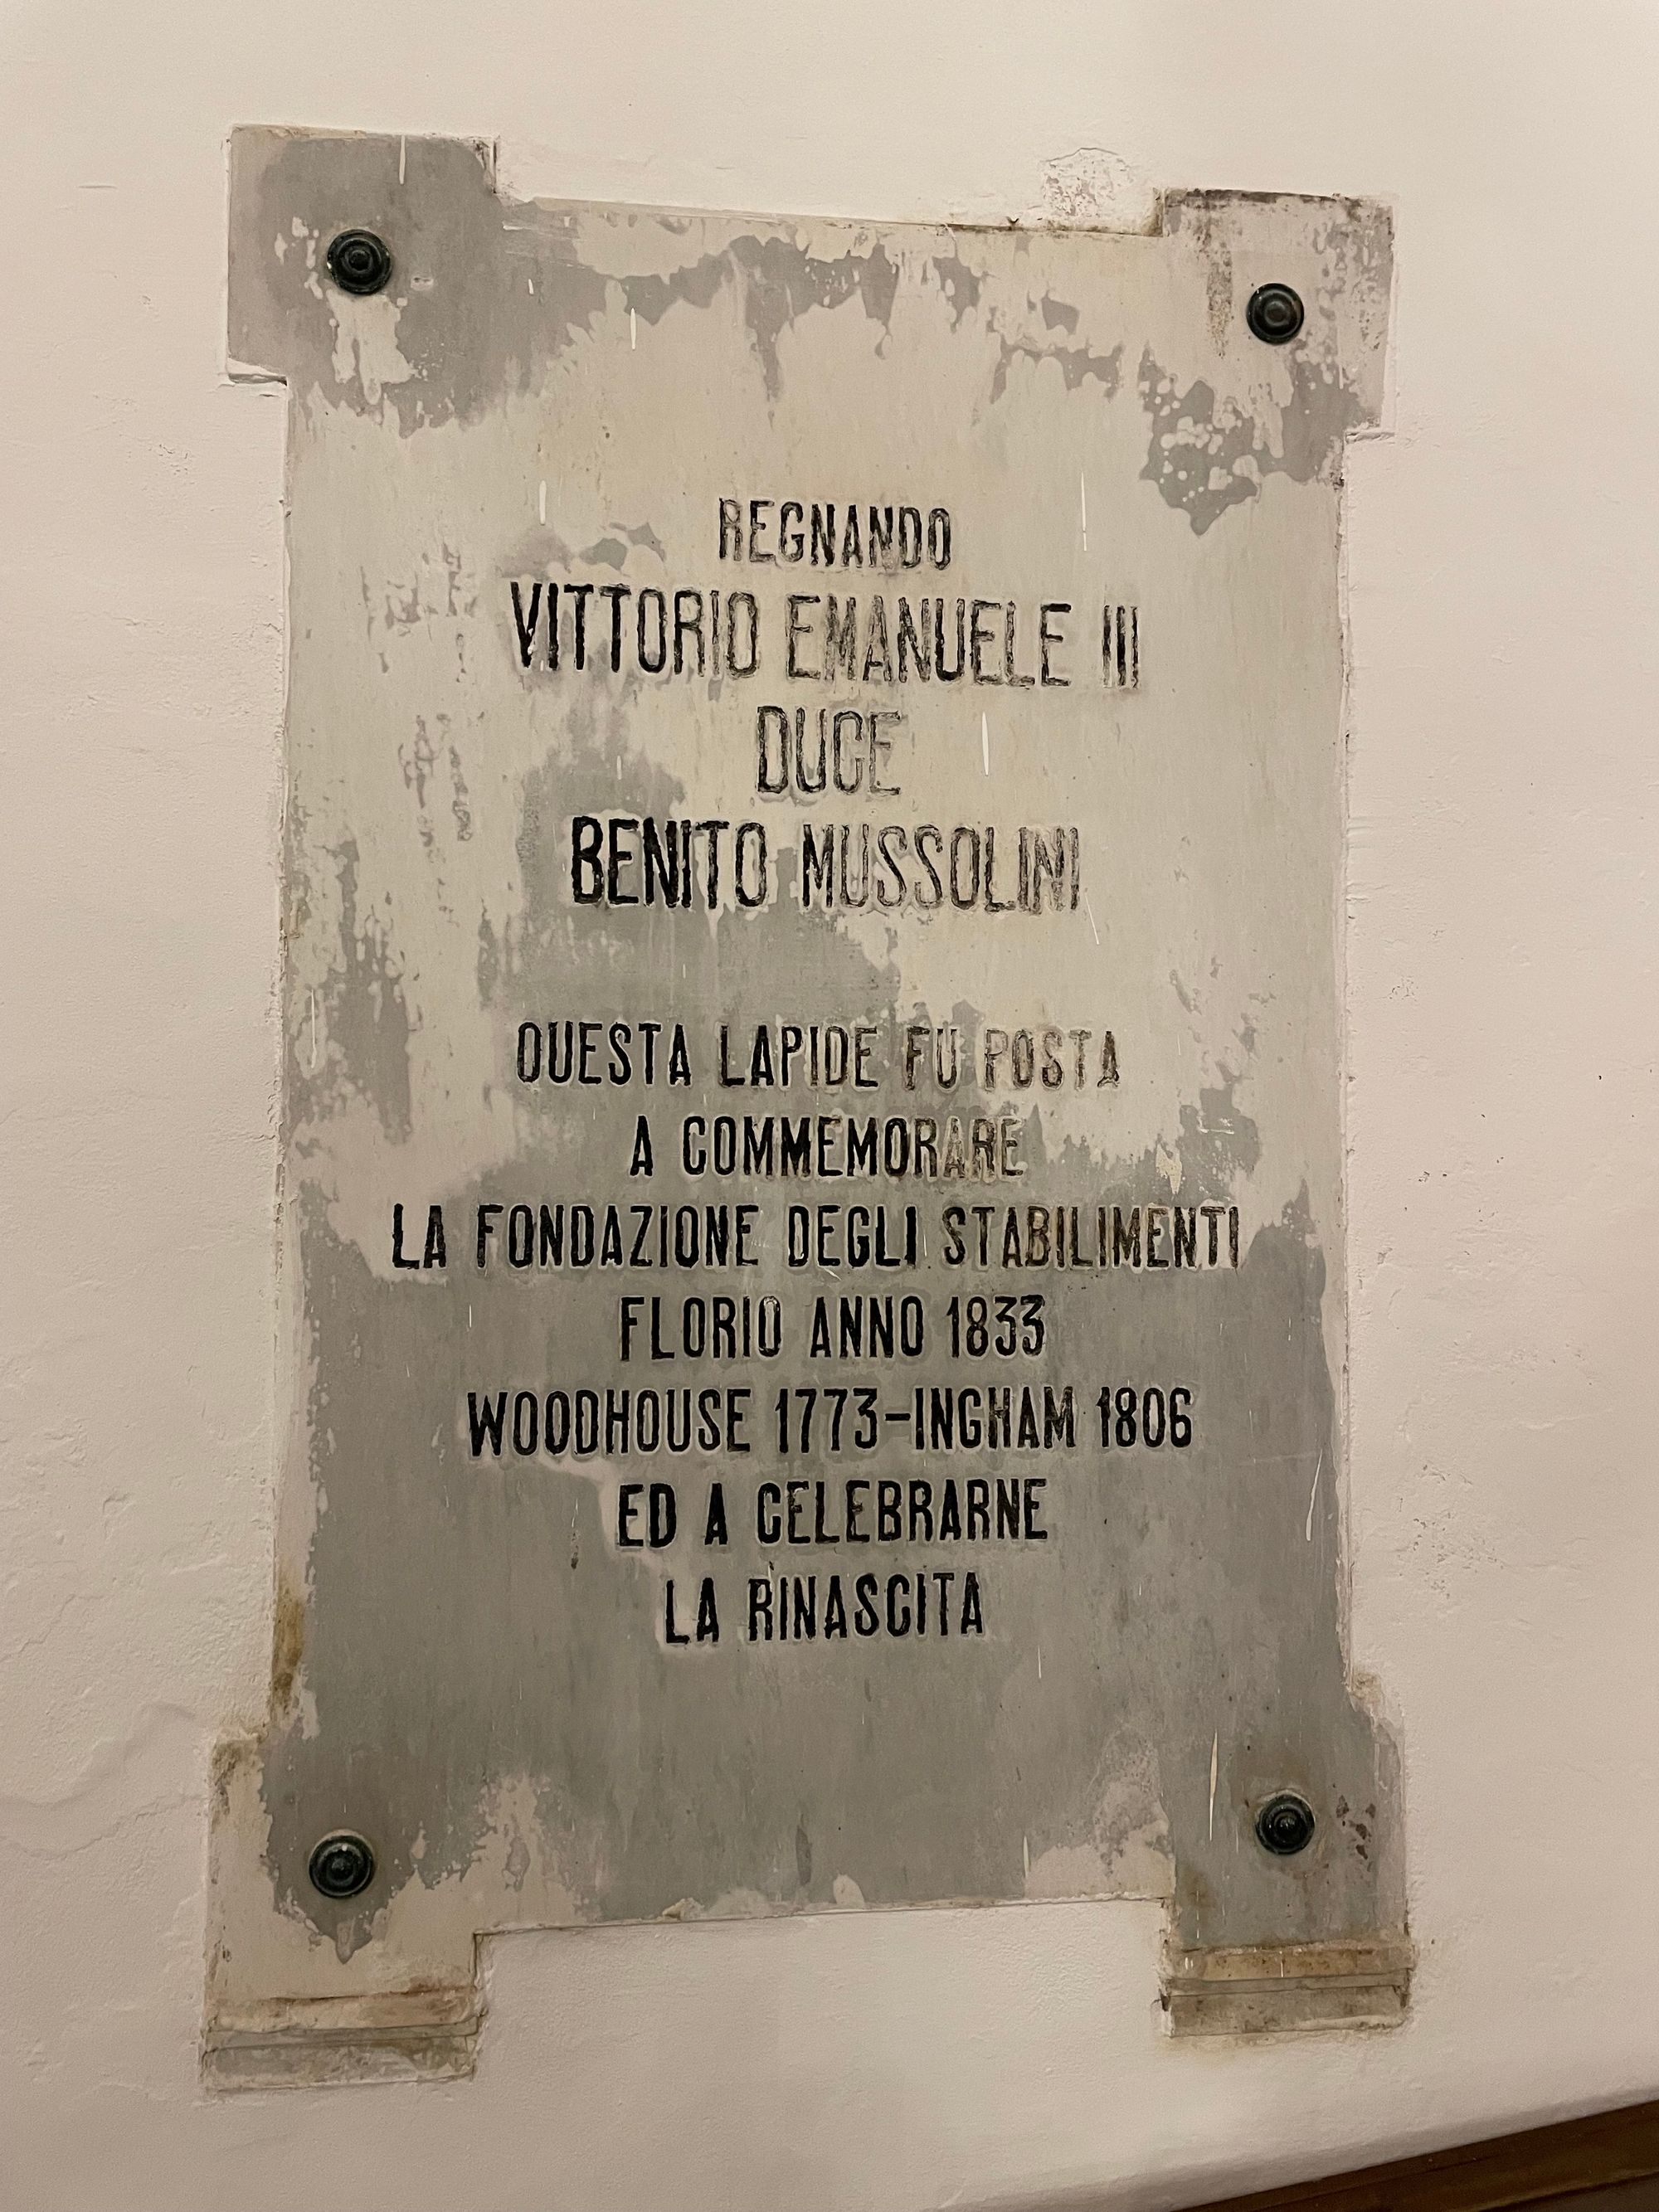 REGNANDO
VITTORIO EMANUELE III
DUCE
BENITO MUSSOLINI
QUESTA LAPIDE FU POSTA
A COMMEMORARE
LA FONDAZIONE DEGLI STABILIMENTI
FLORIO ANNO 1833
WOODHOUSE 1773-INGHAM 1806
ED A CELEBRARNE
LA RINASCITA